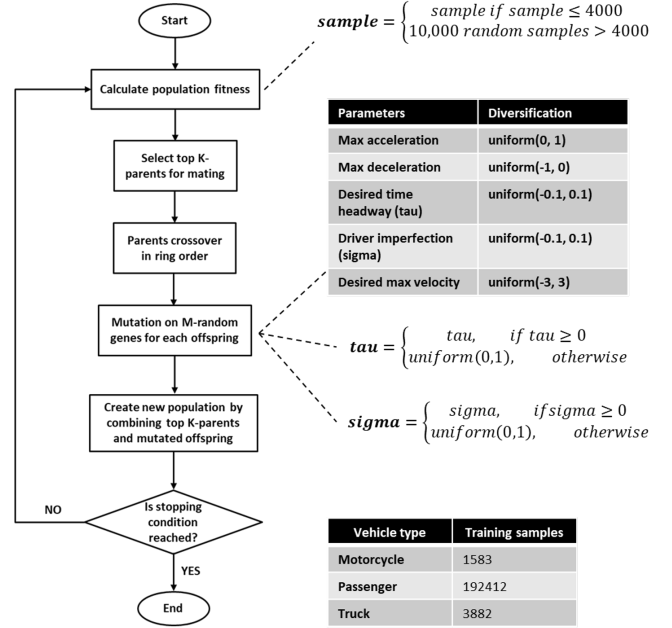 Start
sample = { sample if sample ≤ 4000
10,000 random samples > 4000
Calculate population fitness
Select top K-
parents for mating
Parents crossover
in ring order
Mutation on M-random
genes for each offspring
Create new population by
combining top K-parents
and mutated offspring
Is stopping
condition
reached?
NO
YES
End
Parameters Diversification
Max acceleration uniform(0, 1)
Max deceleration uniform(-1, 0)
Desired time uniform(-0.1, 0.1)
headway (tau)
Driver imperfection uniform(-0.1, 0.1)
(sigma)
Desired max velocity uniform(-3, 3)
tau = { tau, if tau ≥ 0
uniform(0,1), otherwise
sigma = { sigma, ifsigma ≥ 0
uniform(0,1), otherwise
Vehicle type Training samples
Motorcycle 1583
Passenger 192412
Truck 3882